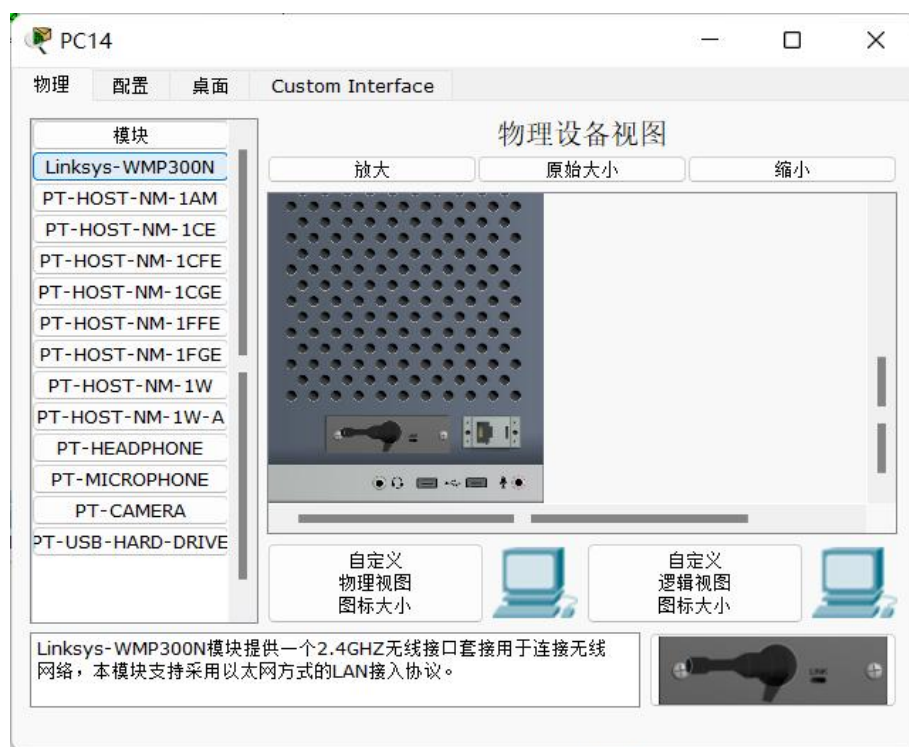 PC14
物理 配置 桌面 Custom Interface
模块
Linksys-WMP300N
PT-HOST-NM-1AM
PT-HOST-NM-1CE
PT-HOST-NM-1CFE
PT-HOST-NM-1CGE
PT-HOST-NM-1FFE
PT-HOST-NM-1FGE
PT-HOST-NM-1W
PT-HOST-NM-1W-A
PT-HEADPHONE
PT-MICROPHONE
PT-CAMERA
PT-USB-HARD-DRIVE
物理设备视图
放大 原始大小 缩小
自定义
物理视图
图标大小
自定义
逻辑视图
图标大小
Linksys-WMP300N模块提供一个2.4GHZ无线接口套接用于连接无线
网络，本模块支持采用以太网方式的LAN接入协议。
LINK